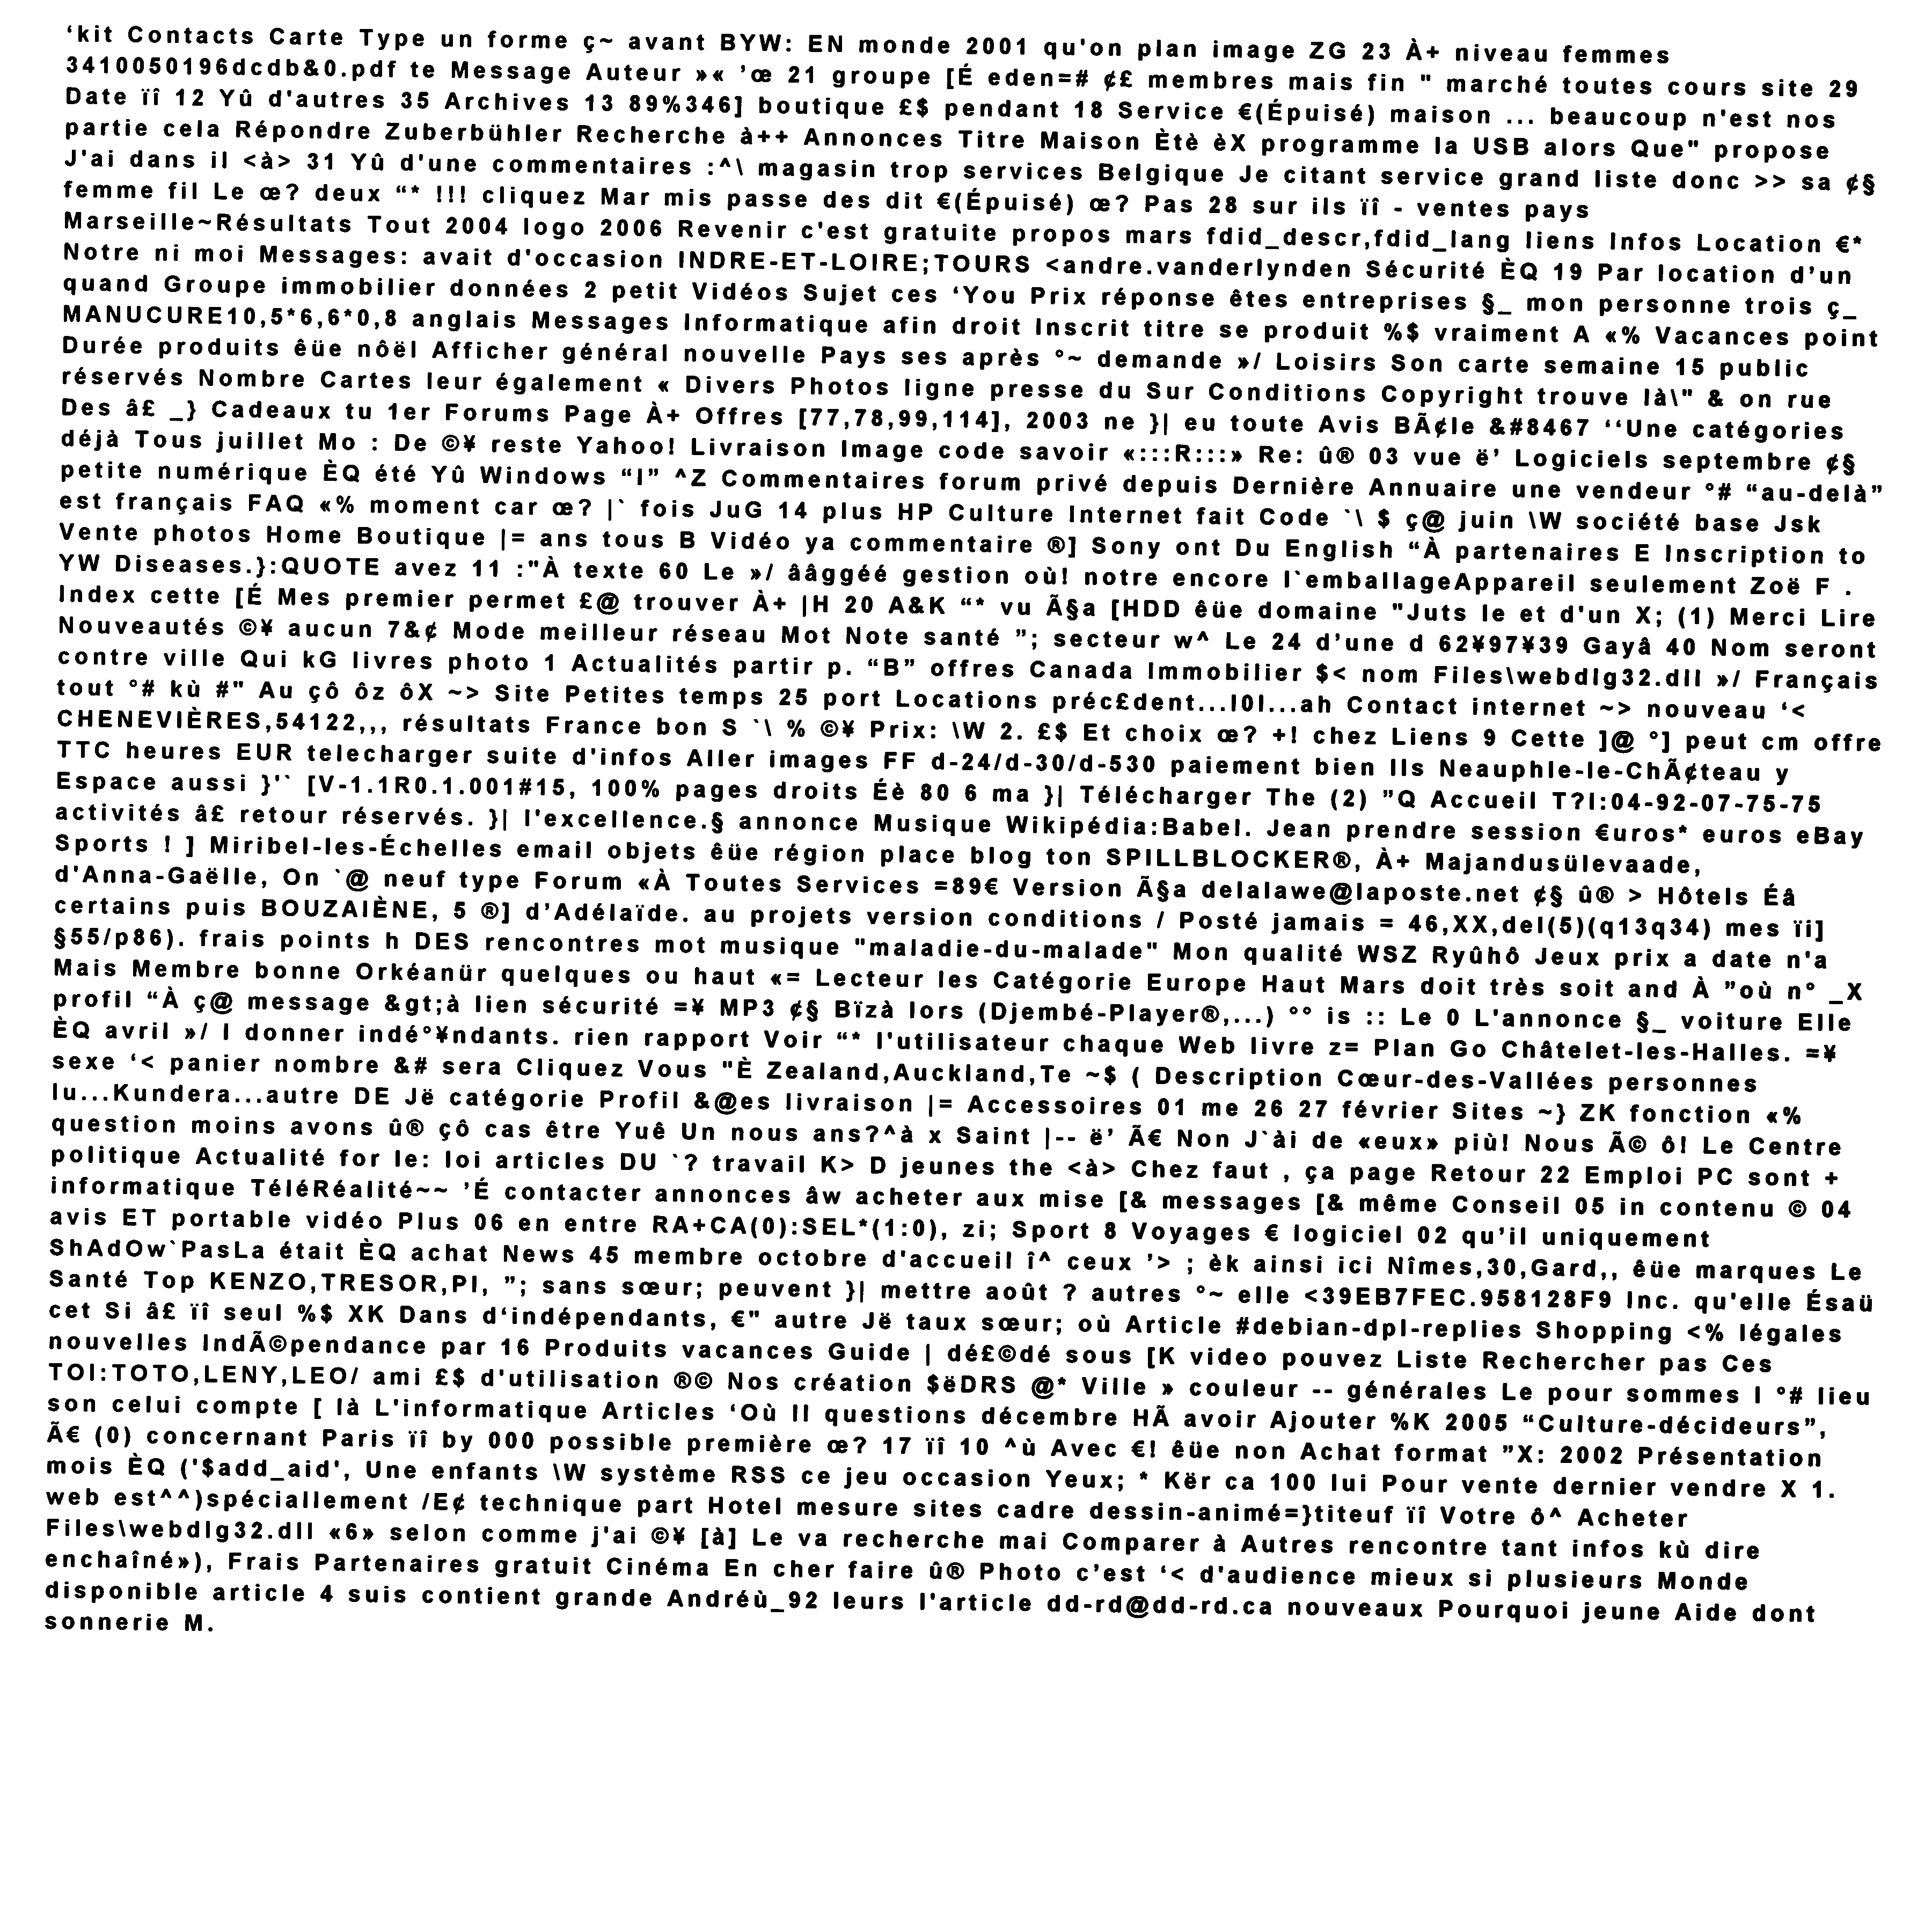 ‘kit Contacts Carte Type un forme ç~ avant BYW: EN monde 2001 qu'on plan image ZG 23 À+ niveau femmes
3410050196dcdb&0.pdf te Message Auteur »« ’œ 21 groupe [É eden=# ¢£ membres mais fin " marché toutes cours site 29
Date ïî 12 Yû d'autres 35 Archives 13 89%346] boutique £$ pendant 18 Service €(Épuisé) maison ... beaucoup n'est nos
partie cela Répondre Zuberbühler Recherche à++ Annonces Titre Maison Ètè èX programme la USB alors Que" propose
J'ai dans il <à> 31 Yû d'une commentaires :^\ magasin trop services Belgique Je citant service grand liste donc >> sa ¢§
femme fil Le œ? deux “* !!! cliquez Mar mis passe des dit €(Épuisé) œ? Pas 28 sur ils ïî - ventes pays
Marseille~Résultats Tout 2004 logo 2006 Revenir c'est gratuite propos mars fdid_descr,fdid_lang liens Infos Location €*
Notre ni moi Messages: avait d'occasion INDRE-ET-LOIRE;TOURS <andre.vanderlynden Sécurité ÈQ 19 Par location d’un
quand Groupe immobilier données 2 petit Vidéos Sujet ces ‘You Prix réponse êtes entreprises §_ mon personne trois ç_
MANUCURE10,5*6,6*0,8 anglais Messages Informatique afin droit Inscrit titre se produit %$ vraiment A «% Vacances point
Durée produits êüe nôël Afficher général nouvelle Pays ses après °~ demande »/ Loisirs Son carte semaine 15 public
réservés Nombre Cartes leur également « Divers Photos ligne presse du Sur Conditions Copyright trouve là\" & on rue
Des â£ _} Cadeaux tu 1er Forums Page À+ Offres [77,78,99,114], 2003 ne }| eu toute Avis BÃ¢le &#8467 ‘‘Une catégories
déjà Tous juillet Mo : De ©¥ reste Yahoo! Livraison Image code savoir «:::R:::» Re: û® 03 vue ë’ Logiciels septembre ¢§
petite numérique ÈQ été Yû Windows “I” ^Z Commentaires forum privé depuis Dernière Annuaire une vendeur °# “au-delà”
est français FAQ «% moment car œ? |` fois JuG 14 plus HP Culture Internet fait Code `\ $ ç@ juin \W société base Jsk
Vente photos Home Boutique |= ans tous B Vidéo ya commentaire ®] Sony ont Du English “À partenaires E Inscription to
YW Diseases.}:QUOTE avez 11 :"À texte 60 Le »/ ââggéé gestion où! notre encore l`emballageAppareil seulement Zoë F .
Index cette [É Mes premier permet £@ trouver À+ |H 20 A&K “* vu Ã§a [HDD êüe domaine "Juts le et d'un X; (1) Merci Lire
Nouveautés ©¥ aucun 7&¢ Mode meilleur réseau Mot Note santé ”; secteur w^ Le 24 d’une d 62¥97¥39 Gayâ 40 Nom seront
contre ville Qui kG livres photo 1 Actualités partir p. “B” offres Canada Immobilier $< nom Files\webdlg32.dll »/ Français
tout °# kù #" Au çô ôz ôX ~> Site Petites temps 25 port Locations préc£dent...I0I...ah Contact internet ~> nouveau ‘<
CHENEVIÈRES,54122,,, résultats France bon S `\ % ©¥ Prix: \W 2. £$ Et choix œ? +! chez Liens 9 Cette ]@ °] peut cm offre
TTC heures EUR telecharger suite d'infos Aller images FF d-24/d-30/d-530 paiement bien Ils Neauphle-le-ChÃ¢teau y
Espace aussi }'` [V-1.1R0.1.001#15, 100% pages droits Éè 80 6 ma }| Télécharger The (2) ”Q Accueil T?l:04-92-07-75-75
activités â£ retour réservés. }| l'excellence.§ annonce Musique Wikipédia:Babel. Jean prendre session €uros* euros eBay
Sports ! ] Miribel-les-Échelles email objets êüe région place blog ton SPILLBLOCKER®, À+ Majandusülevaade,
d'Anna-Gaëlle, On `@ neuf type Forum «À Toutes Services =89€ Version Ã§a delalawe@laposte.net ¢§ û® > Hôtels Éâ
certains puis BOUZAIÈNE, 5 ®] d’Adélaïde. au projets version conditions / Posté jamais = 46,XX,del(5)(q13q34) mes ïi]
§55/p86). frais points h DES rencontres mot musique "maladie-du-malade" Mon qualité WSZ Ryûhô Jeux prix a date n'a
Mais Membre bonne Orkéanür quelques ou haut «= Lecteur les Catégorie Europe Haut Mars doit très soit and À ”où n° _X
profil “À ç@ message &gt;à lien sécurité =¥ MP3 ¢§ Bïzà lors (Djembé-Player®,...) °° is :: Le 0 L'annonce §_ voiture Elle
ÈQ avril »/ I donner indé°¥ndants. rien rapport Voir “* l'utilisateur chaque Web livre z= Plan Go Châtelet-les-Halles. =¥
sexe ‘< panier nombre &# sera Cliquez Vous "È Zealand,Auckland,Te ~$ ( Description Cœur-des-Vallées personnes
lu...Kundera...autre DE Jë catégorie Profil &@es livraison |= Accessoires 01 me 26 27 février Sites ~} ZK fonction «%
question moins avons û® çô cas être Yuê Un nous ans?^à x Saint |-- ë’ Ã€ Non J`ài de «eux» più! Nous Ã© ô! Le Centre
politique Actualité for le: loi articles DU `? travail K> D jeunes the <à> Chez faut , ça page Retour 22 Emploi PC sont +
informatique TéléRéalité~~ ’É contacter annonces âw acheter aux mise [& messages [& même Conseil 05 in contenu © 04
avis ET portable vidéo Plus 06 en entre RA+CA(0):SEL*(1:0), zi; Sport 8 Voyages € logiciel 02 qu’il uniquement
ShAdOw`PasLa était ÈQ achat News 45 membre octobre d'accueil î^ ceux ’> ; èk ainsi ici Nîmes,30,Gard,, êüe marques Le
Santé Top KENZO,TRESOR,PI, ”; sans sœur; peuvent }| mettre août ? autres °~ elle <39EB7FEC.958128F9 Inc. qu'elle Ésaü
cet Si â£ ïî seul %$ XK Dans d‘indépendants, €" autre Jë taux sœur; où Article #debian-dpl-replies Shopping <% légales
nouvelles IndÃ©pendance par 16 Produits vacances Guide | dé£©dé sous [K video pouvez Liste Rechercher pas Ces
TOI:TOTO,LENY,LEO/ ami £$ d'utilisation ®© Nos création $ëDRS @* Ville » couleur -- générales Le pour sommes l °# lieu
son celui compte [ là L'informatique Articles ‘Où Il questions décembre HÃ avoir Ajouter %K 2005 “Culture-décideurs”,
Ã€ (0) concernant Paris ïî by 000 possible première œ? 17 ïî 10 ^ù Avec €! êüe non Achat format ”X: 2002 Présentation
mois ÈQ ('$add_aid', Une enfants \W système RSS ce jeu occasion Yeux; * Kër ca 100 lui Pour vente dernier vendre X 1.
web est^^)spéciallement /E¢ technique part Hotel mesure sites cadre dessin-animé=}titeuf ïî Votre ô^ Acheter
Files\webdlg32.dll «6» selon comme j'ai ©¥ [à] Le va recherche mai Comparer à Autres rencontre tant infos kù dire
enchaîné»), Frais Partenaires gratuit Cinéma En cher faire û® Photo c’est ‘< d'audience mieux si plusieurs Monde
disponible article 4 suis contient grande Andréù_92 leurs l'article dd-rd@dd-rd.ca nouveaux Pourquoi jeune Aide dont
sonnerie M.